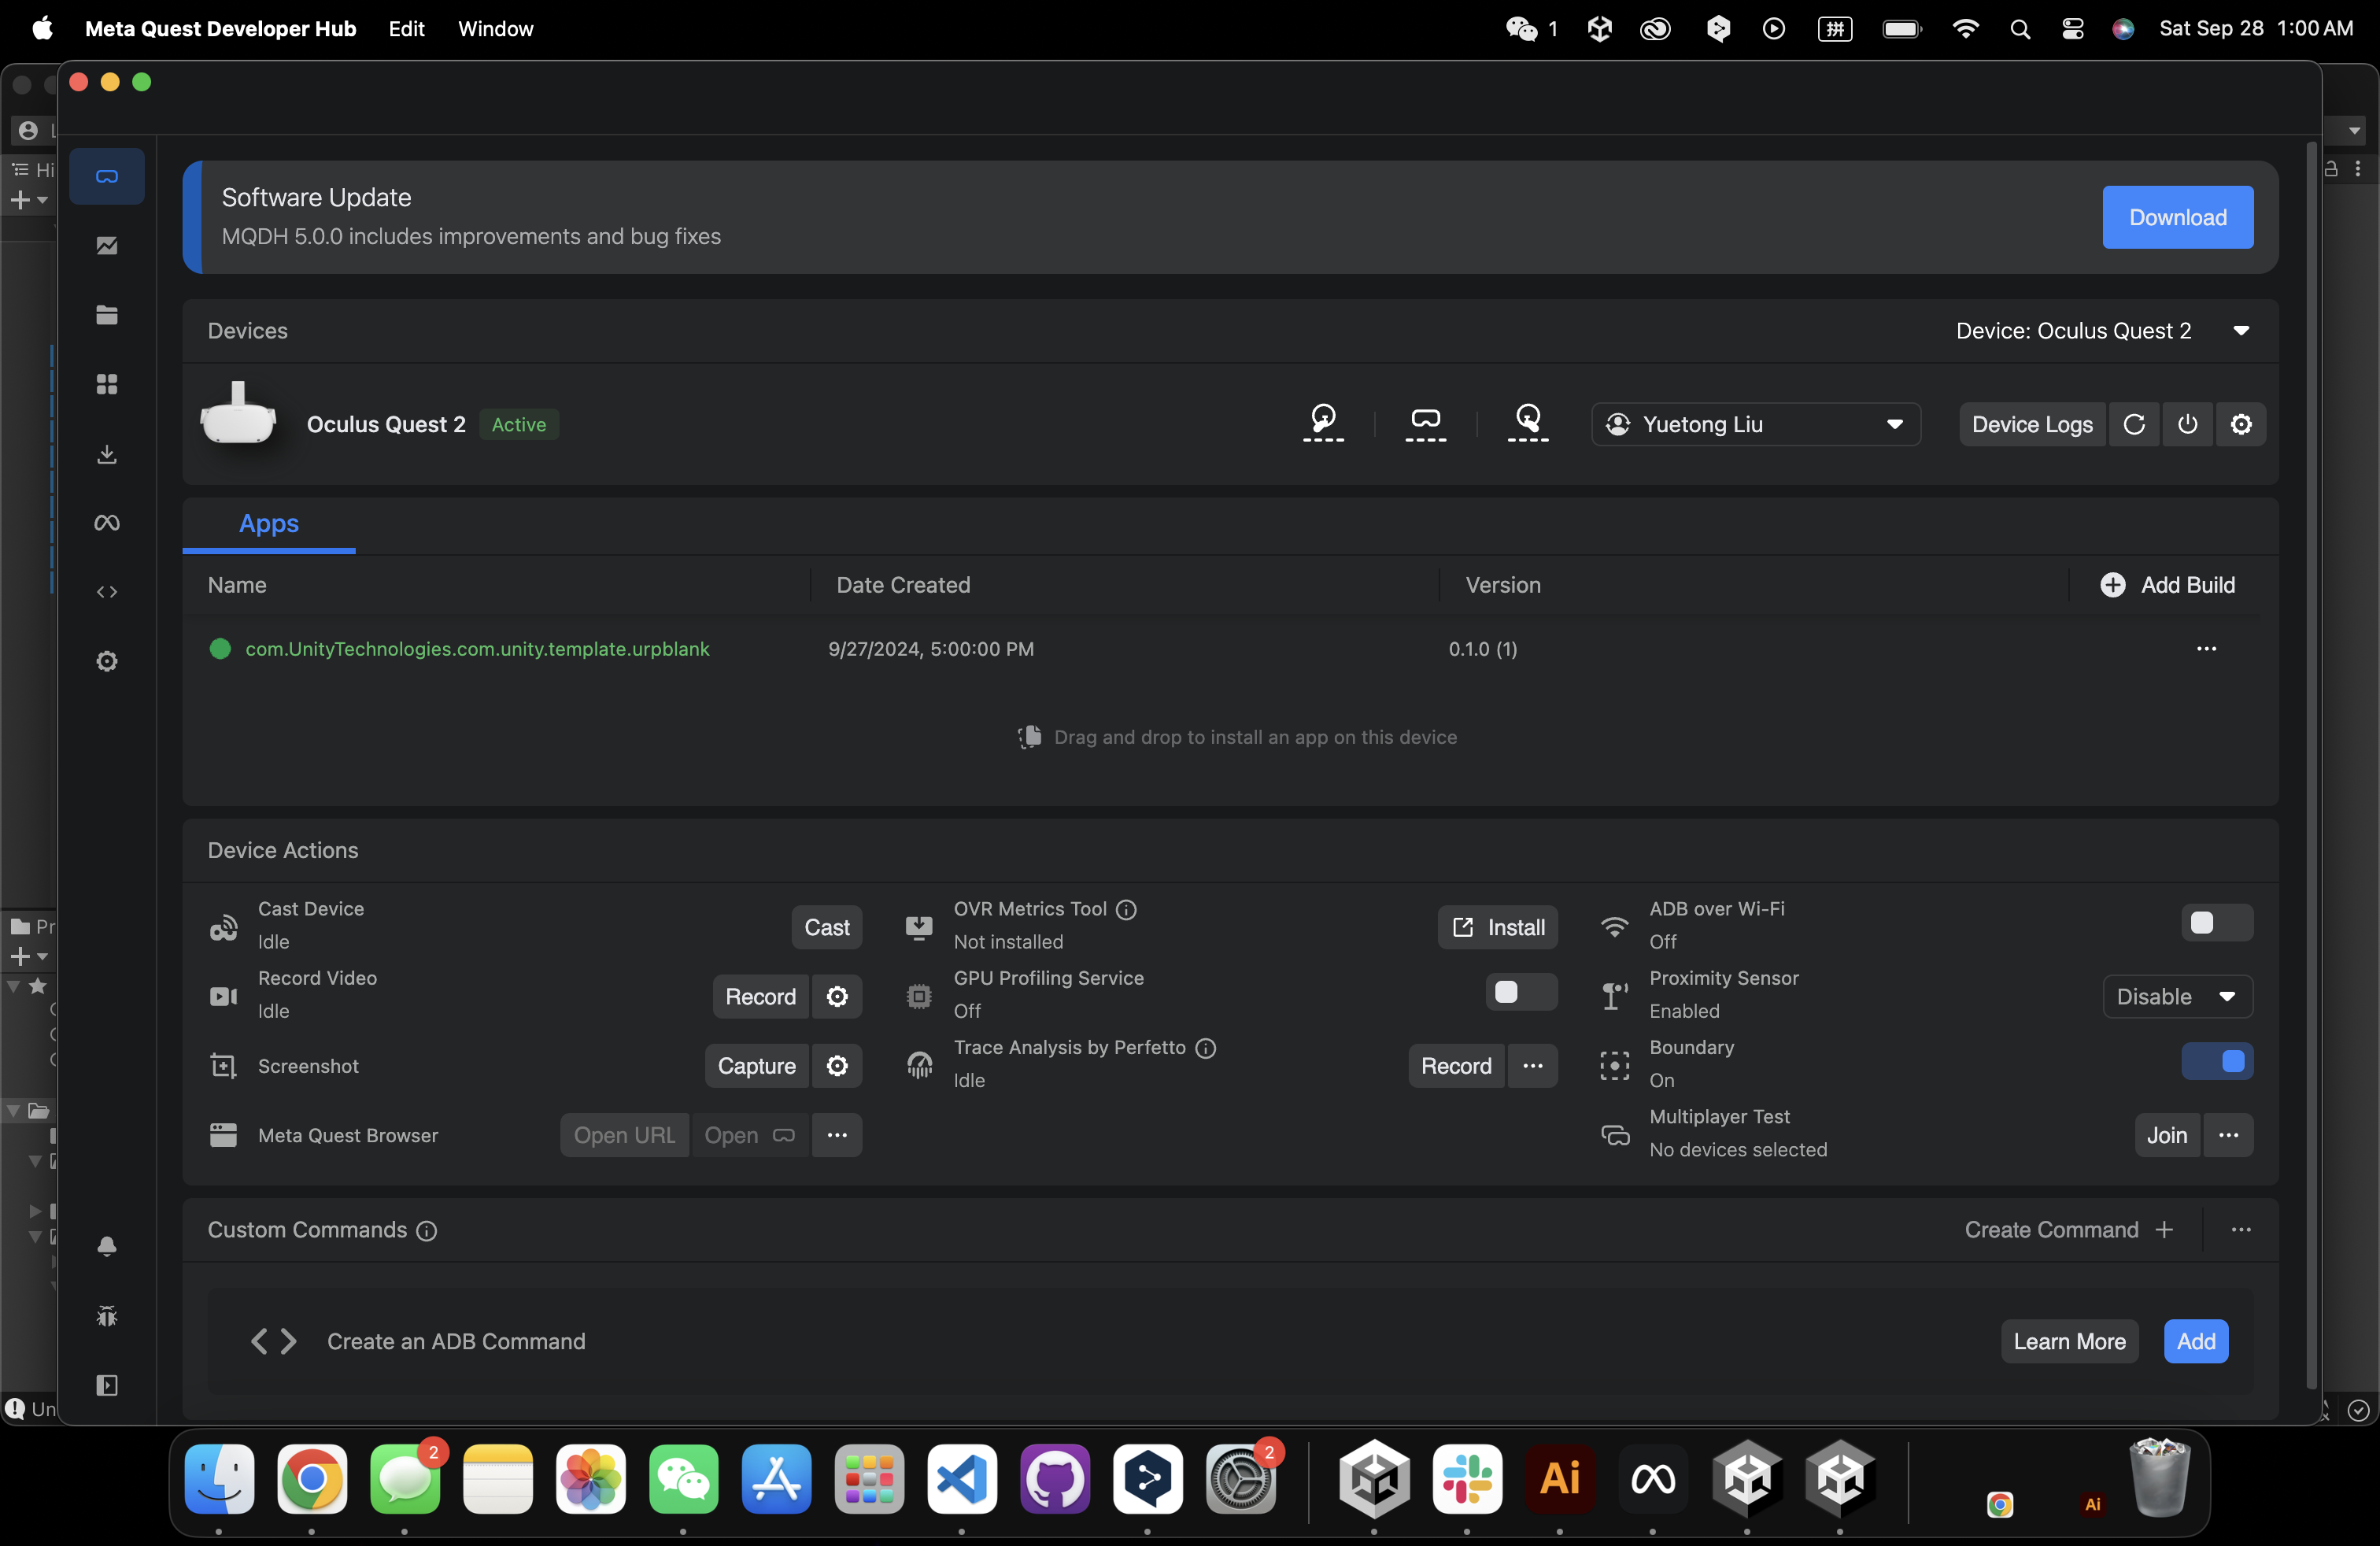 Meta Quest Developer Hub Edit Window 1 拼 Sat Sep 28 1:00 AM
Hi
Software Update
MQDH 5.0.0 includes improvements and bug fixes
Download
Devices
Device: Oculus Quest 2
Oculus Quest 2 Active
Yuetong Liu
Device Logs
Apps
Name Date Created Version Add Build
com.UnityTechnologies.com.unity.template.urpblank 9/27/2024, 5:00:00 PM 0.1.0 (1)
Drag and drop to install an app on this device
Device Actions
Cast Device
Idle
Cast
OVR Metrics Tool
Not installed
Install
ADB over Wi-Fi
Off
Pr
Record Video
Idle
Record
GPU Profiling Service
Off
Proximity Sensor
Enabled
Disable
Screenshot
Capture
Trace Analysis by Perfetto
Idle
Record
Boundary
On
Meta Quest Browser
Open URL
Open
Multiplayer Test
No devices selected
Join
Custom Commands
Create Command
Create an ADB Command
Learn More
Add
Un
2
2
Ai
Ai